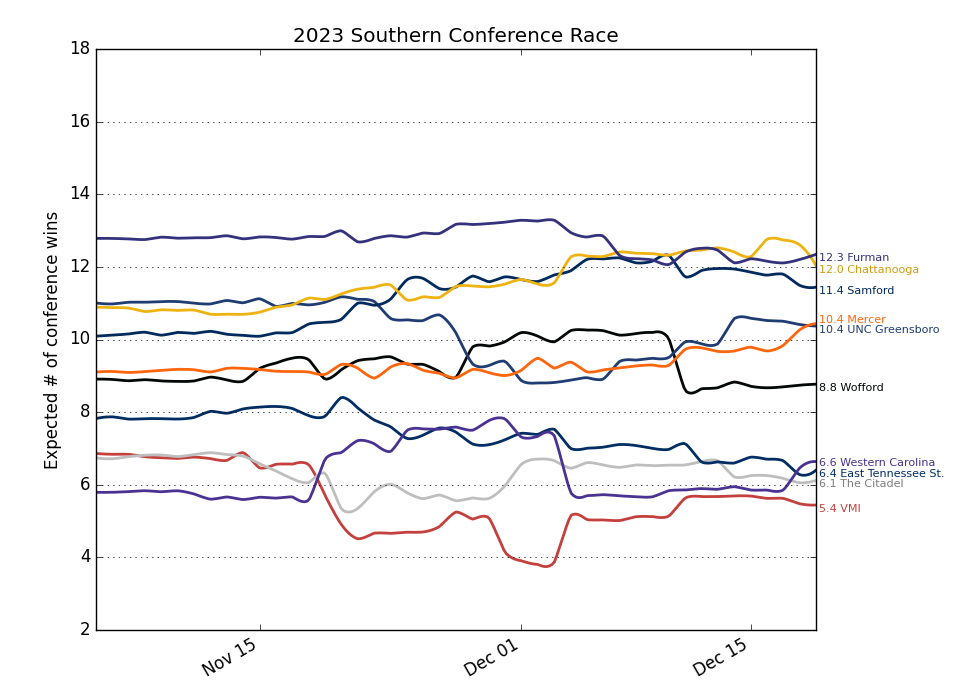 2023 Southern Conference Race
Expected # of conference wins
18
16
14
12
10
8
6
4
2
Nov 15
Dec 01
Dec 15
12.3 Furman
12.0 Chattanooga
11.4 Samford
10.4 Mercer
10.4 UNC Greensboro
8.8 Wofford
6.6 Western Carolina
6.4 East Tennessee St.
6.1 The Citadel
5.4 VMI